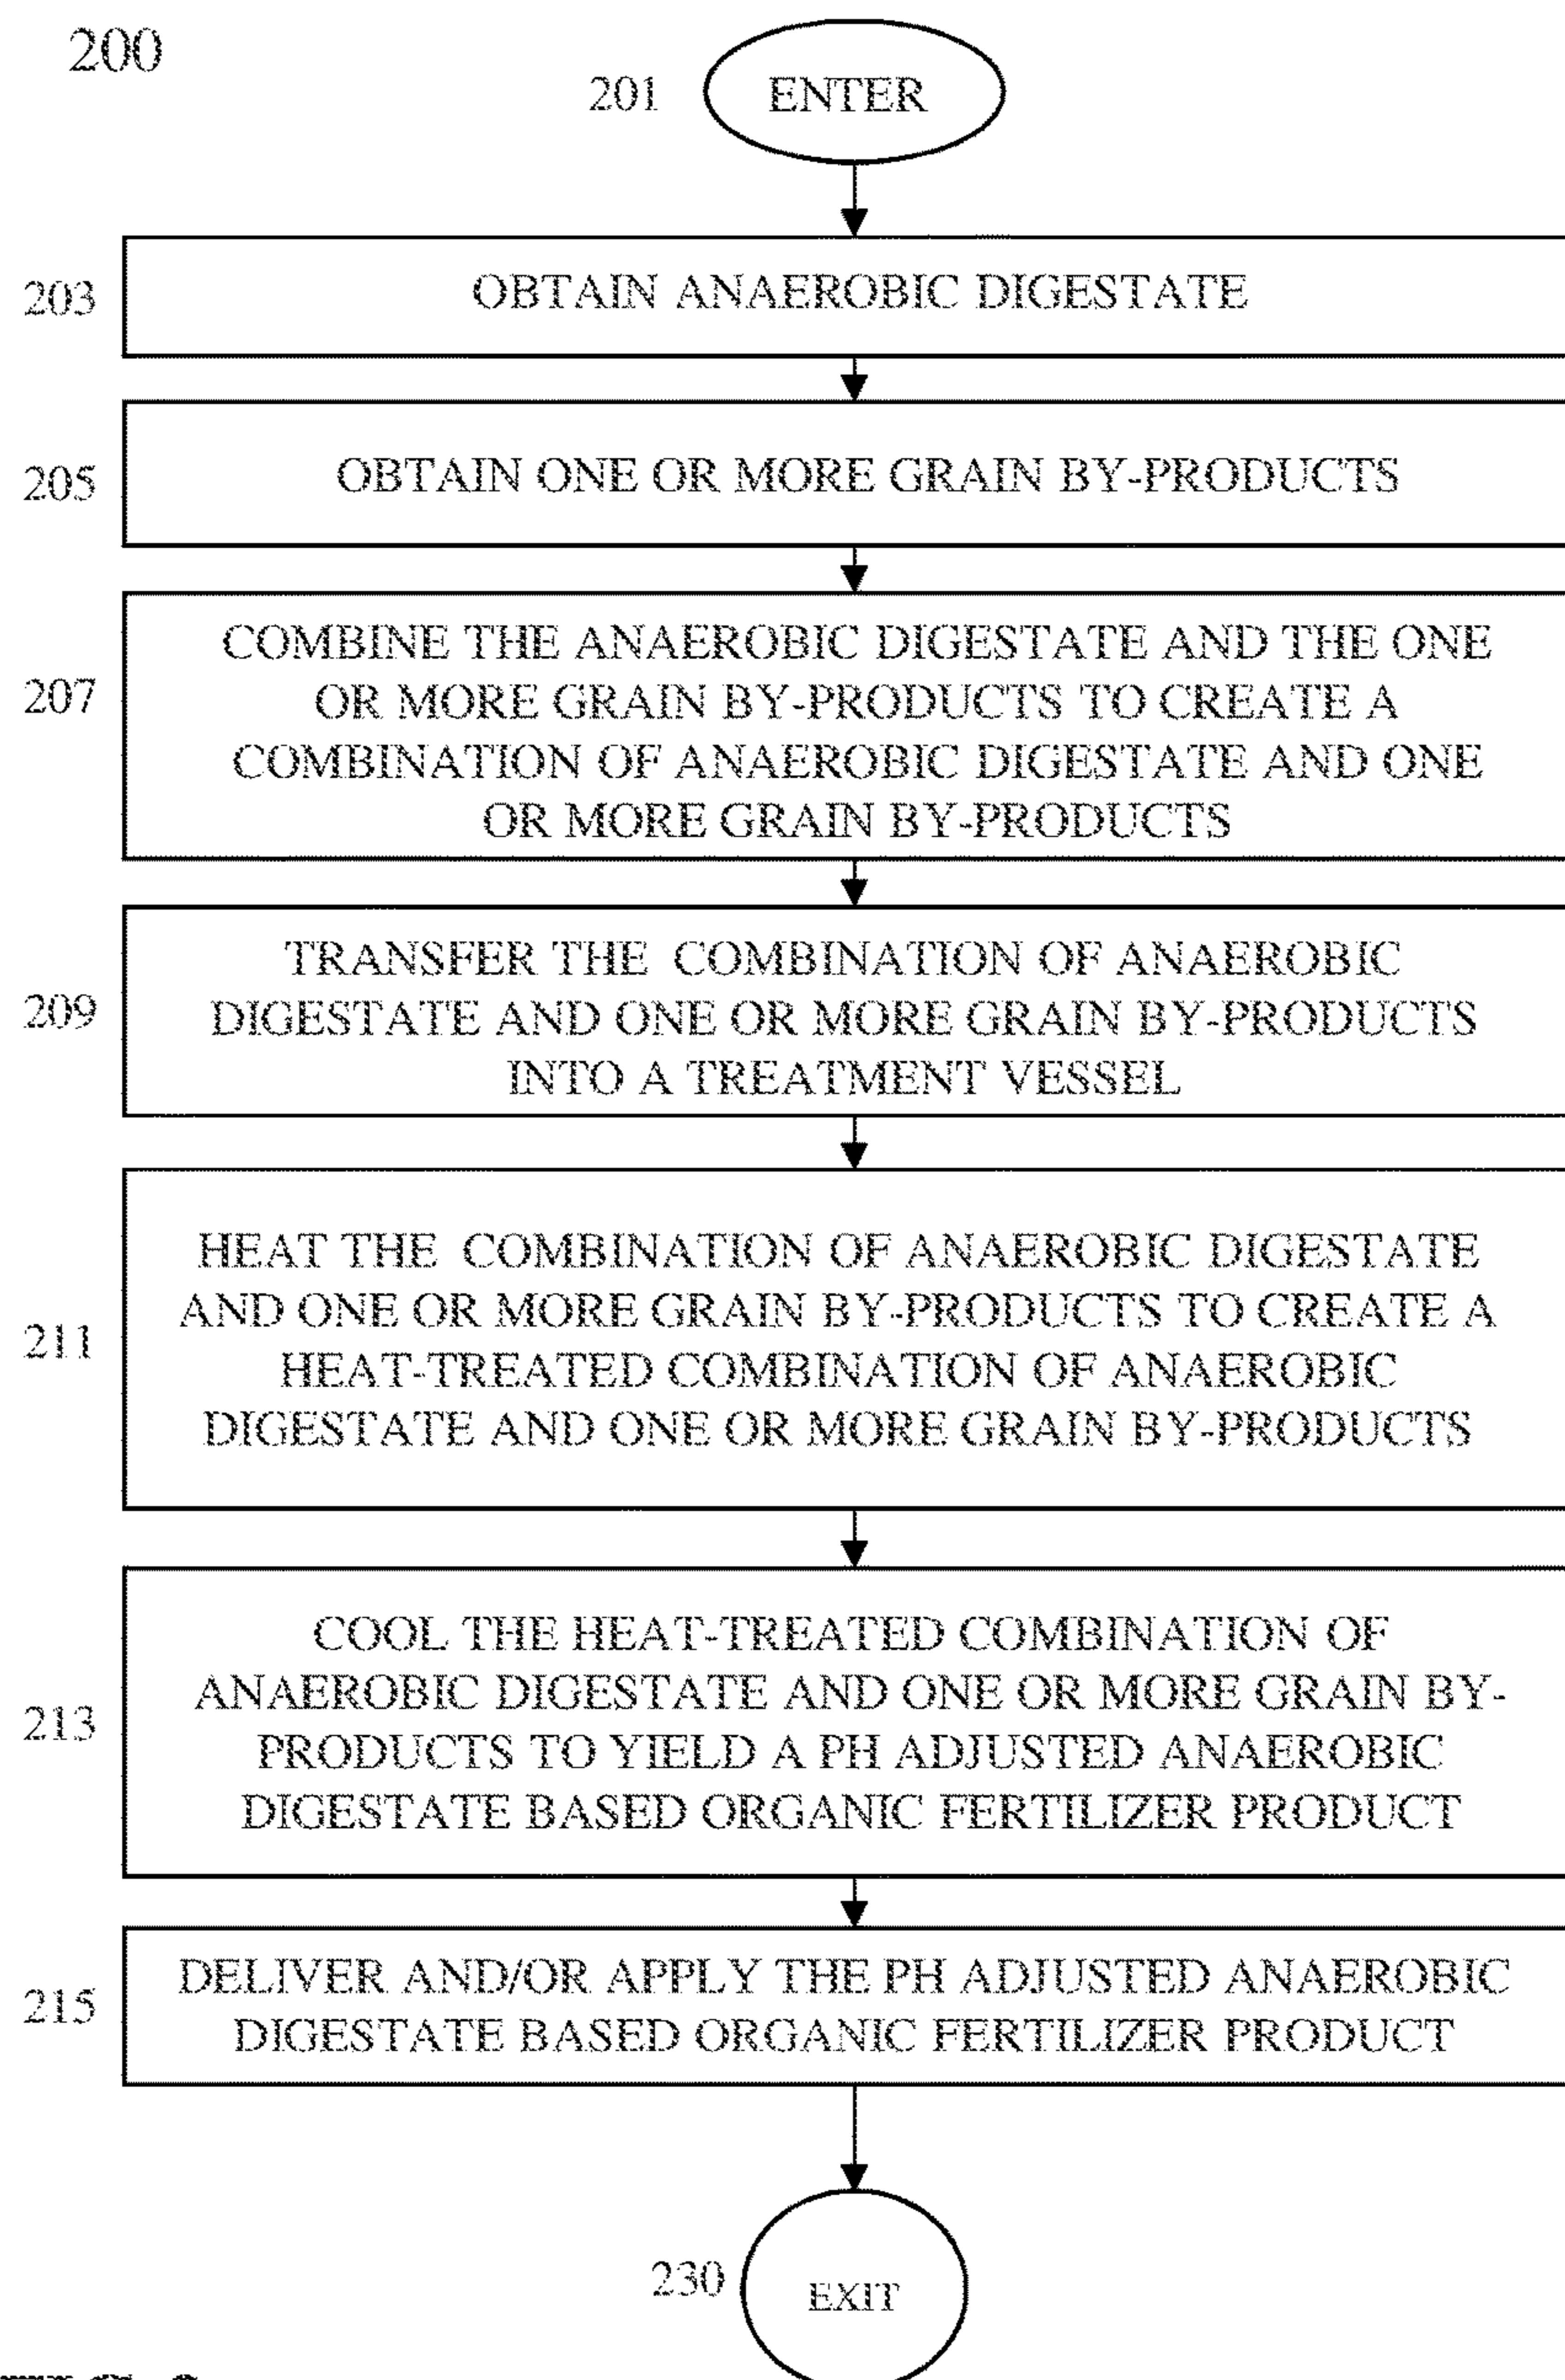 200
201 ENTER
203 OBTAIN ANAEROBIC DIGESTATE
205 OBTAIN ONE OR MORE GRAIN BY-PRODUCTS
207
COMBINE THE ANAEROBIC DIGESTATE AND THE ONE
OR MORE GRAIN BY-PRODUCTS TO CREATE A
COMBINATION OF ANAEROBIC DIGESTATE AND ONE
OR MORE GRAIN BY-PRODUCTS
209
TRANSFER THE COMBINATION OF ANAEROBIC
DIGESTATE AND ONE OR MORE GRAIN BY-PRODUCTS
INTO A TREATMENT VESSEL
211
HEAT THE COMBINATION OF ANAEROBIC DIGESTATE
AND ONE OR MORE GRAIN BY-PRODUCTS TO CREATE A
HEAT-TREATED COMBINATION OF ANAEROBIC
DIGESTATE AND ONE OR MORE GRAIN BY-PRODUCTS
213
COOL THE HEAT-TREATED COMBINATION OF
ANAEROBIC DIGESTATE AND ONE OR MORE GRAIN BY-
PRODUCTS TO YIELD A PH ADJUSTED ANAEROBIC
DIGESTATE BASED ORGANIC FERTILIZER PRODUCT
215
DELIVER AND/OR APPLY THE PH ADJUSTED ANAEROBIC
DIGESTATE BASED ORGANIC FERTILIZER PRODUCT
230 EXIT